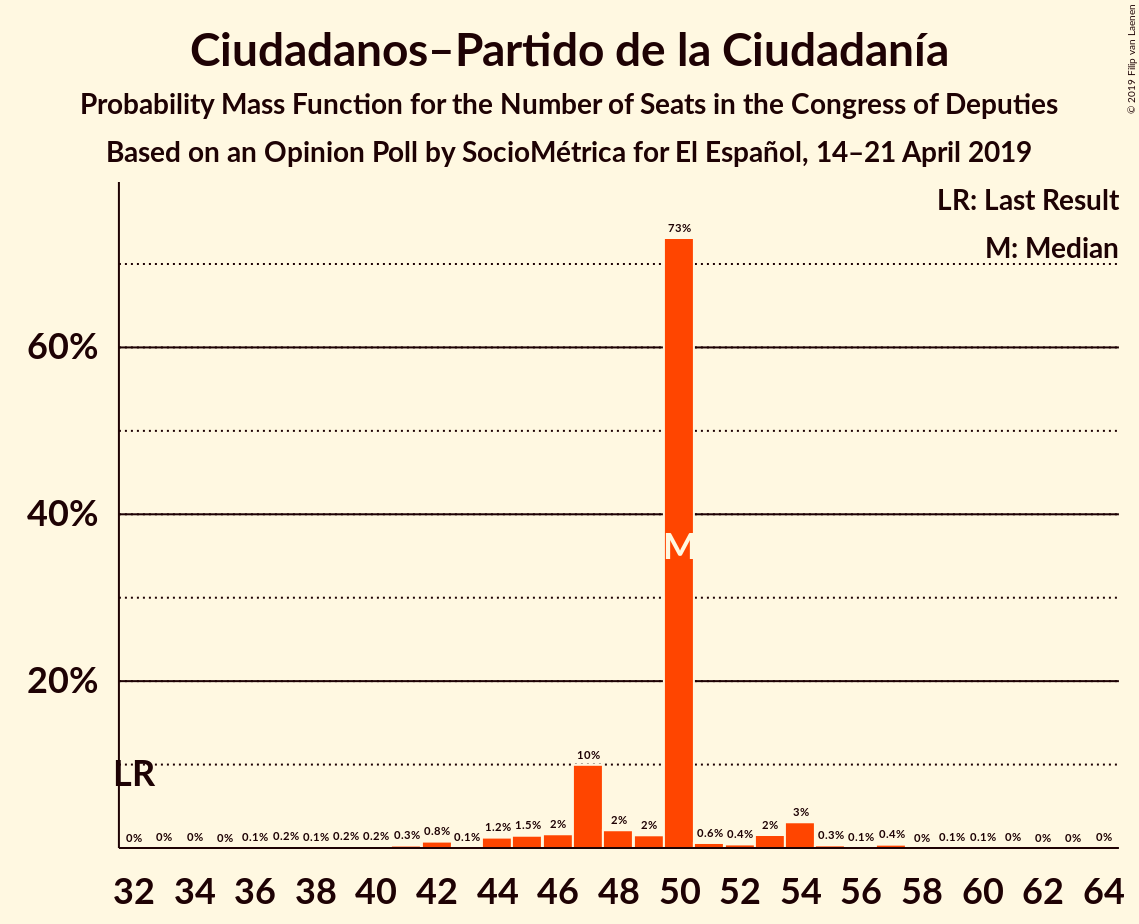 Ciudadanos–Partido de la Ciudadanía
Probability Mass Function for the Number of Seats in the Congress of Deputies
Based on an Opinion Poll by SocioMétrica for El Español, 14–21 April 2019
© 2019 Filip van Laenen
LR: Last Result
M: Median
60%
40%
20%
LR
M
0% 0% 0% 0% 0.1% 0.2% 0.1% 0.2% 0.2% 0.3% 0.8% 0.1% 1.2% 1.5% 2% 10% 2% 2% 73% 0.6% 0.4% 2% 3% 0.3% 0.1% 0.4% 0% 0.1% 0.1% 0% 0% 0% 0%
32 34 36 38 40 42 44 46 48 50 52 54 56 58 60 62 64